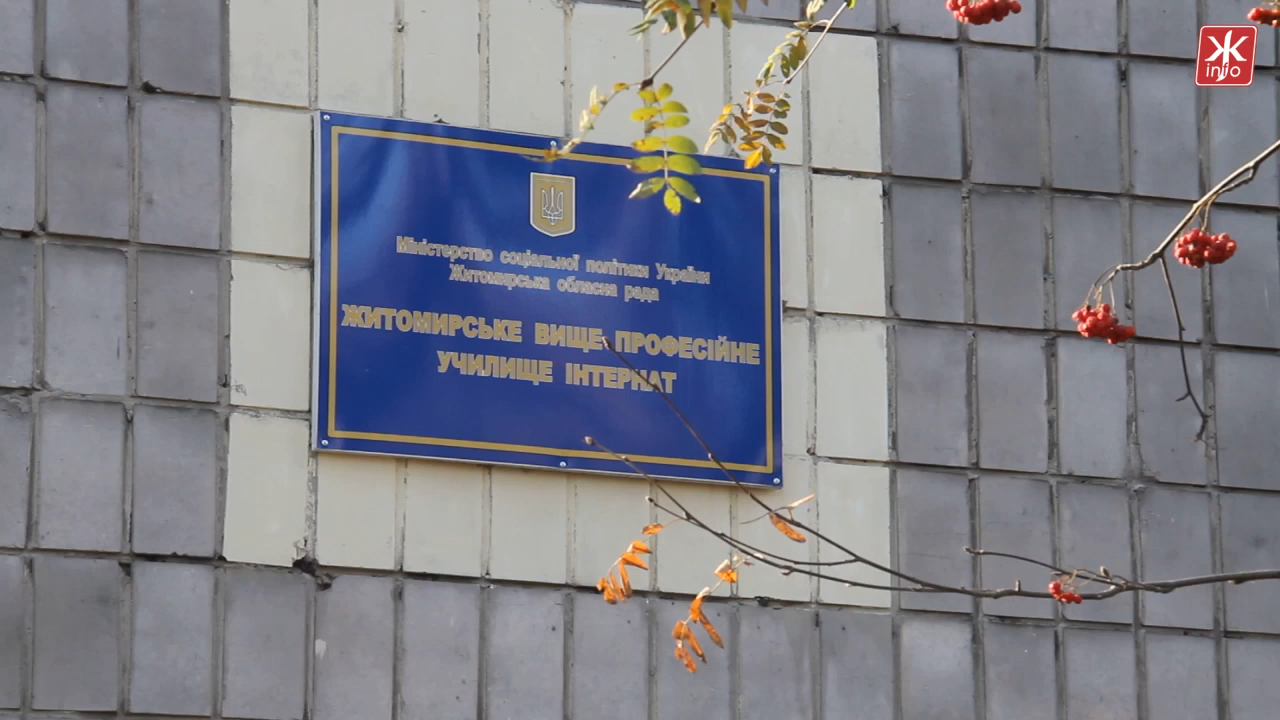 Міністерство соціальної політики України
Житомирська обласна рада
ЖИТОМИРСЬКЕ ВИЩЕ ПРОФЕСІЙНЕ
УЧИЛИЩЕ ІНТЕРНАТ
Ж
info